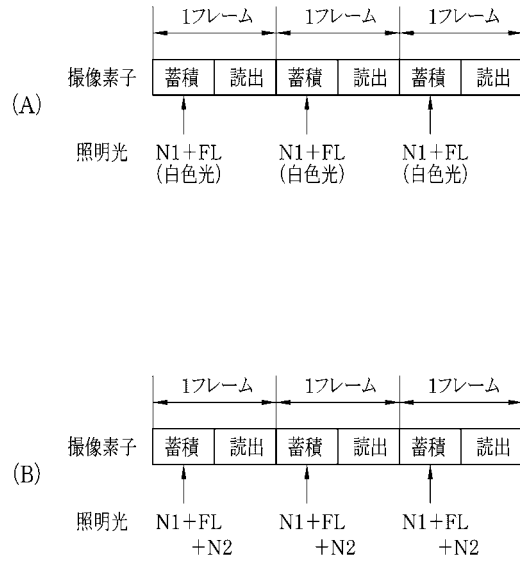 1フレーム 1フレーム 1フレーム
撮像素子 蓄積 読出 蓄積 読出 蓄積 読出
(A)
照明光 N1+FL N1+FL N1+FL
(白色光) (白色光) (白色光)
1フレーム 1フレーム 1フレーム
撮像素子 蓄積 読出 蓄積 読出 蓄積 読出
(B)
照明光 N1+FL N1+FL N1+FL
+N2 +N2 +N2